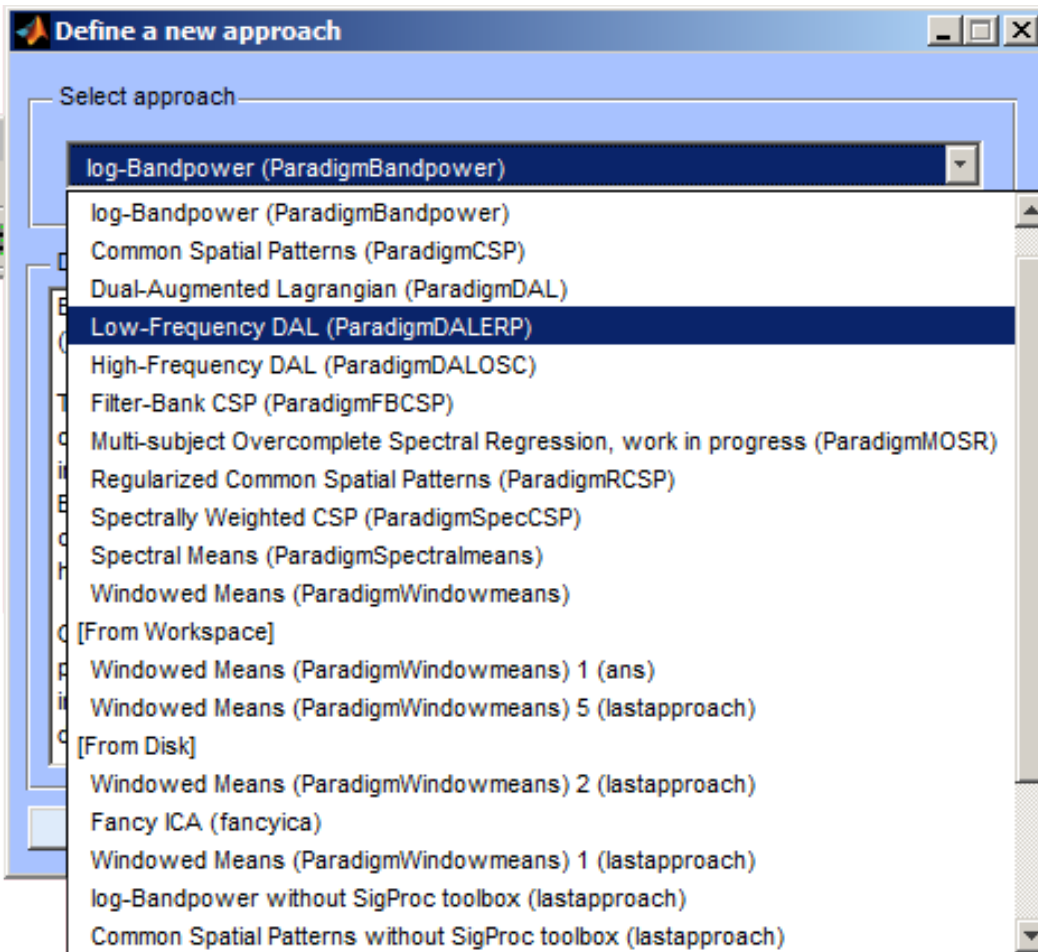 Define a new approach
Select approach
log-Bandpower (ParadigmBandpower)
log-Bandpower (ParadigmBandpower)
Common Spatial Patterns (ParadigmCSP)
Dual-Augmented Lagrangian (ParadigmDAL)
Low-Frequency DAL (ParadigmDALERP)
High-Frequency DAL (ParadigmDALOSC)
Filter-Bank CSP (ParadigmFBCSP)
Multi-subject Overcomplete Spectral Regression, work in progress (ParadigmMOSR)
Regularized Common Spatial Patterns (ParadigmRCSP)
Spectrally Weighted CSP (ParadigmSpecCSP)
Spectral Means (ParadigmSpectralmeans)
Windowed Means (ParadigmWindowmeans)
[From Workspace]
Windowed Means (ParadigmWindowmeans) 1 (ans)
Windowed Means (ParadigmWindowmeans) 5 (lastapproach)
[From Disk]
Windowed Means (ParadigmWindowmeans) 2 (lastapproach)
Fancy ICA (fancyica)
Windowed Means (ParadigmWindowmeans) 1 (lastapproach)
log-Bandpower without SigProc toolbox (lastapproach)
Common Spatial Patterns without SigProc toolbox (lastapproach)